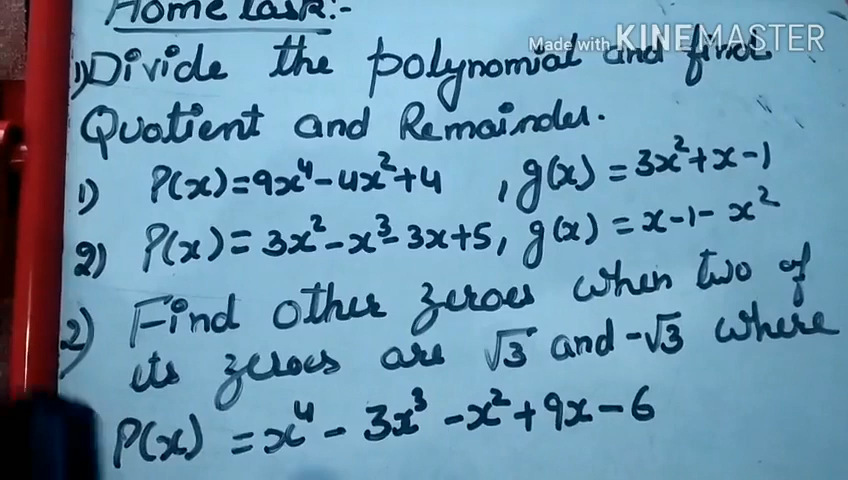 Home task:-
Made with KINEMASTER
1) Divide the polynomial and find
Quotient and Remainder.
1) P(x)=9x⁴-4x²+4 , g(x)=3x²+x-1
2) P(x)=3x²-x³-3x+5, g(x)=x-1-x²
2) Find other zeroes when two of
its zeroes are √3 and -√3 where
P(x)=x⁴-3x³-x²+9x-6